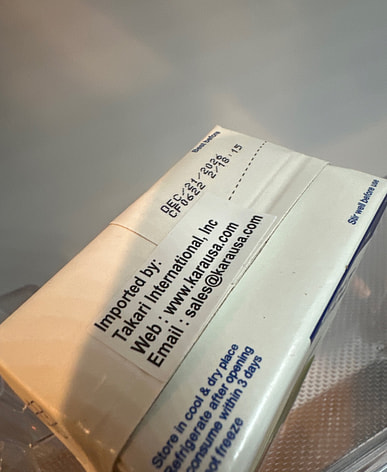 Best before
DEC/21/2026
CF0622 2/18:15
Imported by:
Takari International, Inc
Web : www.karausa.com
Email : sales@karausa.com
Stir well before use
Store in cool & dry place
Refrigerate after opening
consume within 3 days
not freeze